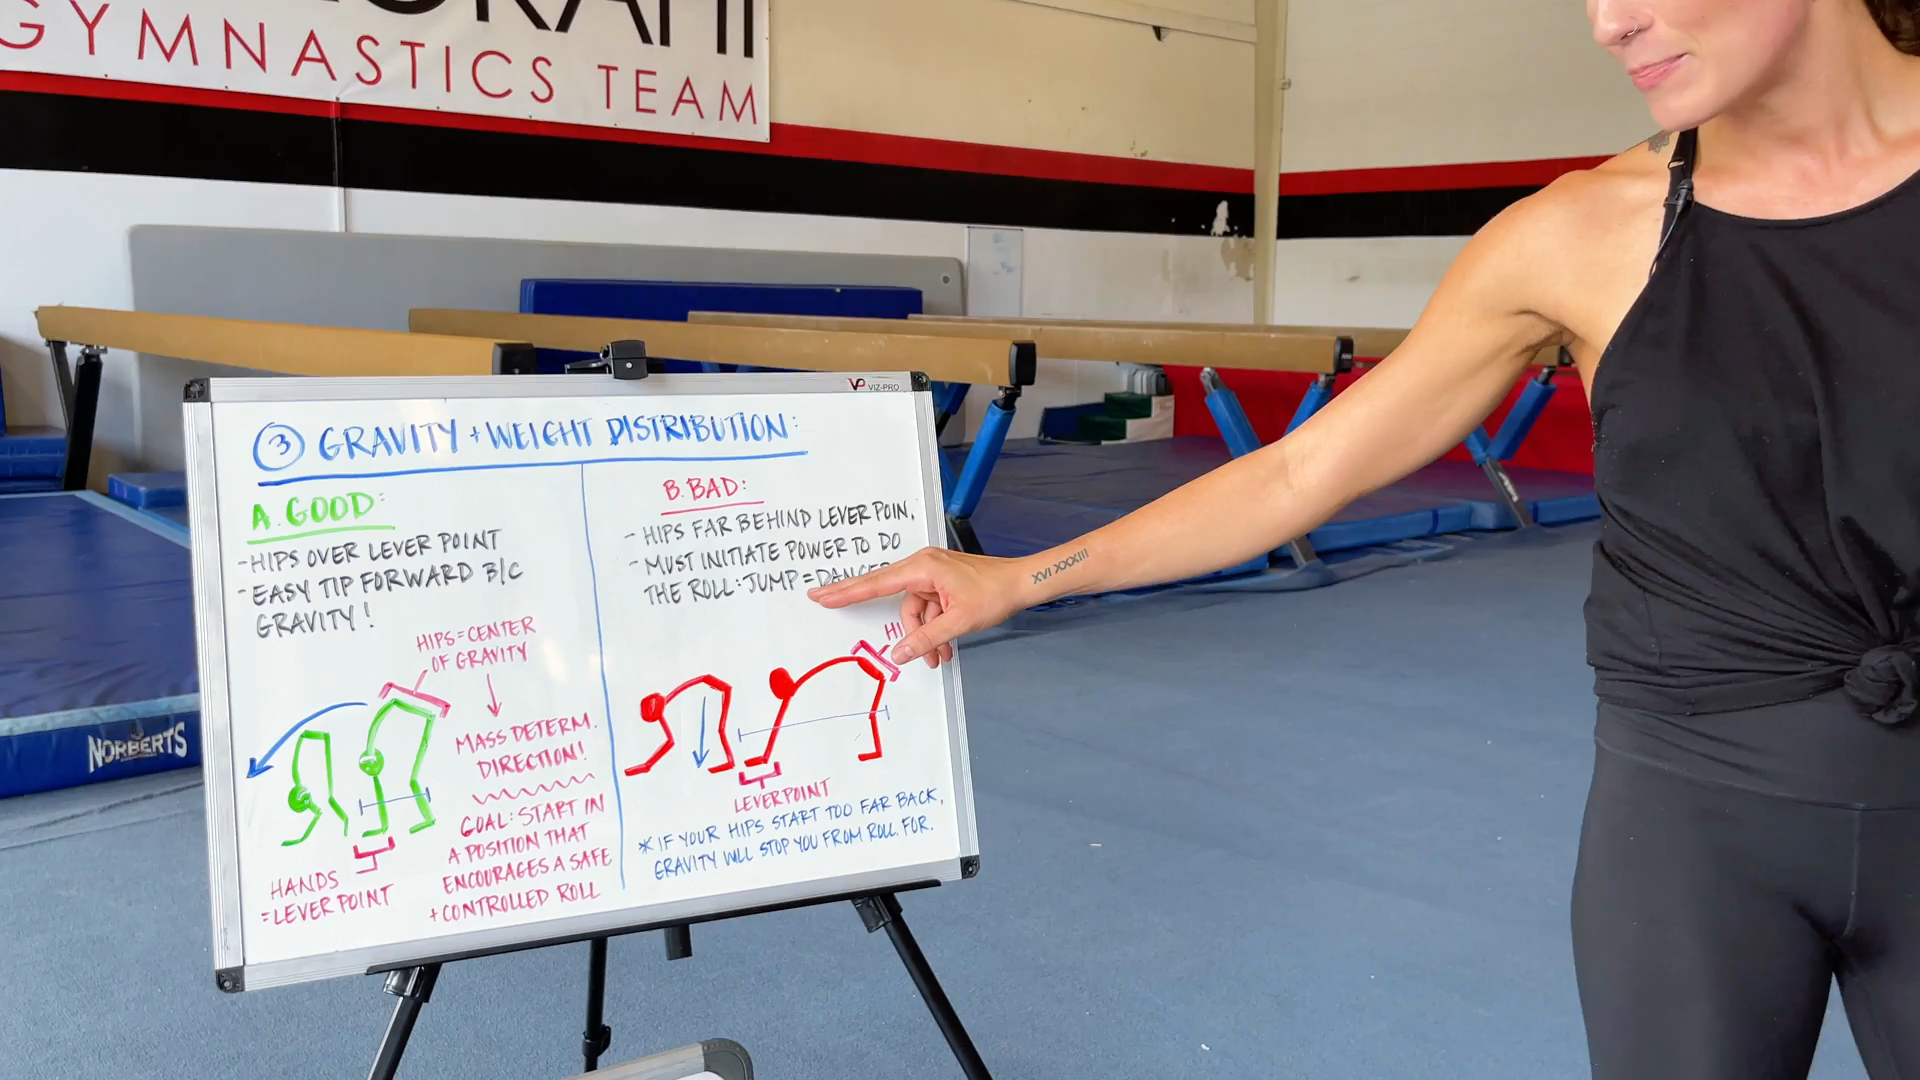 GYMNASTICS TEAM
VP VIZ-PRO
③ GRAVITY + WEIGHT DISTRIBUTION:
A. GOOD:
- HIPS OVER LEVER POINT
- EASY TIP FORWARD B/C
GRAVITY!
HIPS = CENTER
OF GRAVITY
MASS DETERM.
DIRECTION!
GOAL: START IN
A POSITION THAT
ENCOURAGES A SAFE
+ CONTROLLED ROLL
HANDS
= LEVER POINT
B. BAD:
- HIPS FAR BEHIND LEVER POIN.
- MUST INITIATE POWER TO DO
THE ROLL: JUMP = DANGE
HI
LEVERPOINT
* IF YOUR HIPS START TOO FAR BACK,
GRAVITY WILL STOP YOU FROM ROLL. FOR.
XVI XXXIII
NORBERTS